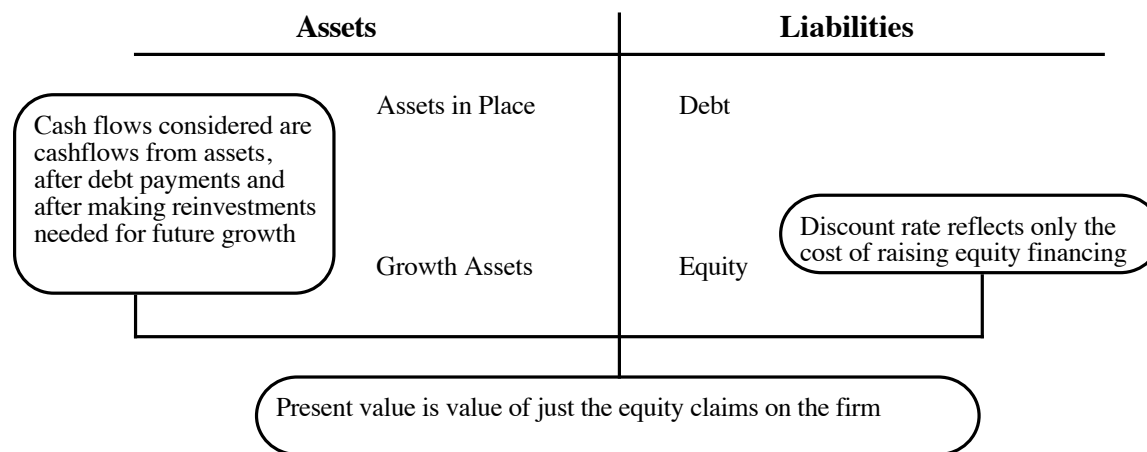 Assets
Liabilities
Assets in Place
Debt
Cash flows considered are
cashflows from assets,
after debt payments and
after making reinvestments
needed for future growth
Growth Assets
Equity
Discount rate reflects only the
cost of raising equity financing
Present value is value of just the equity claims on the firm